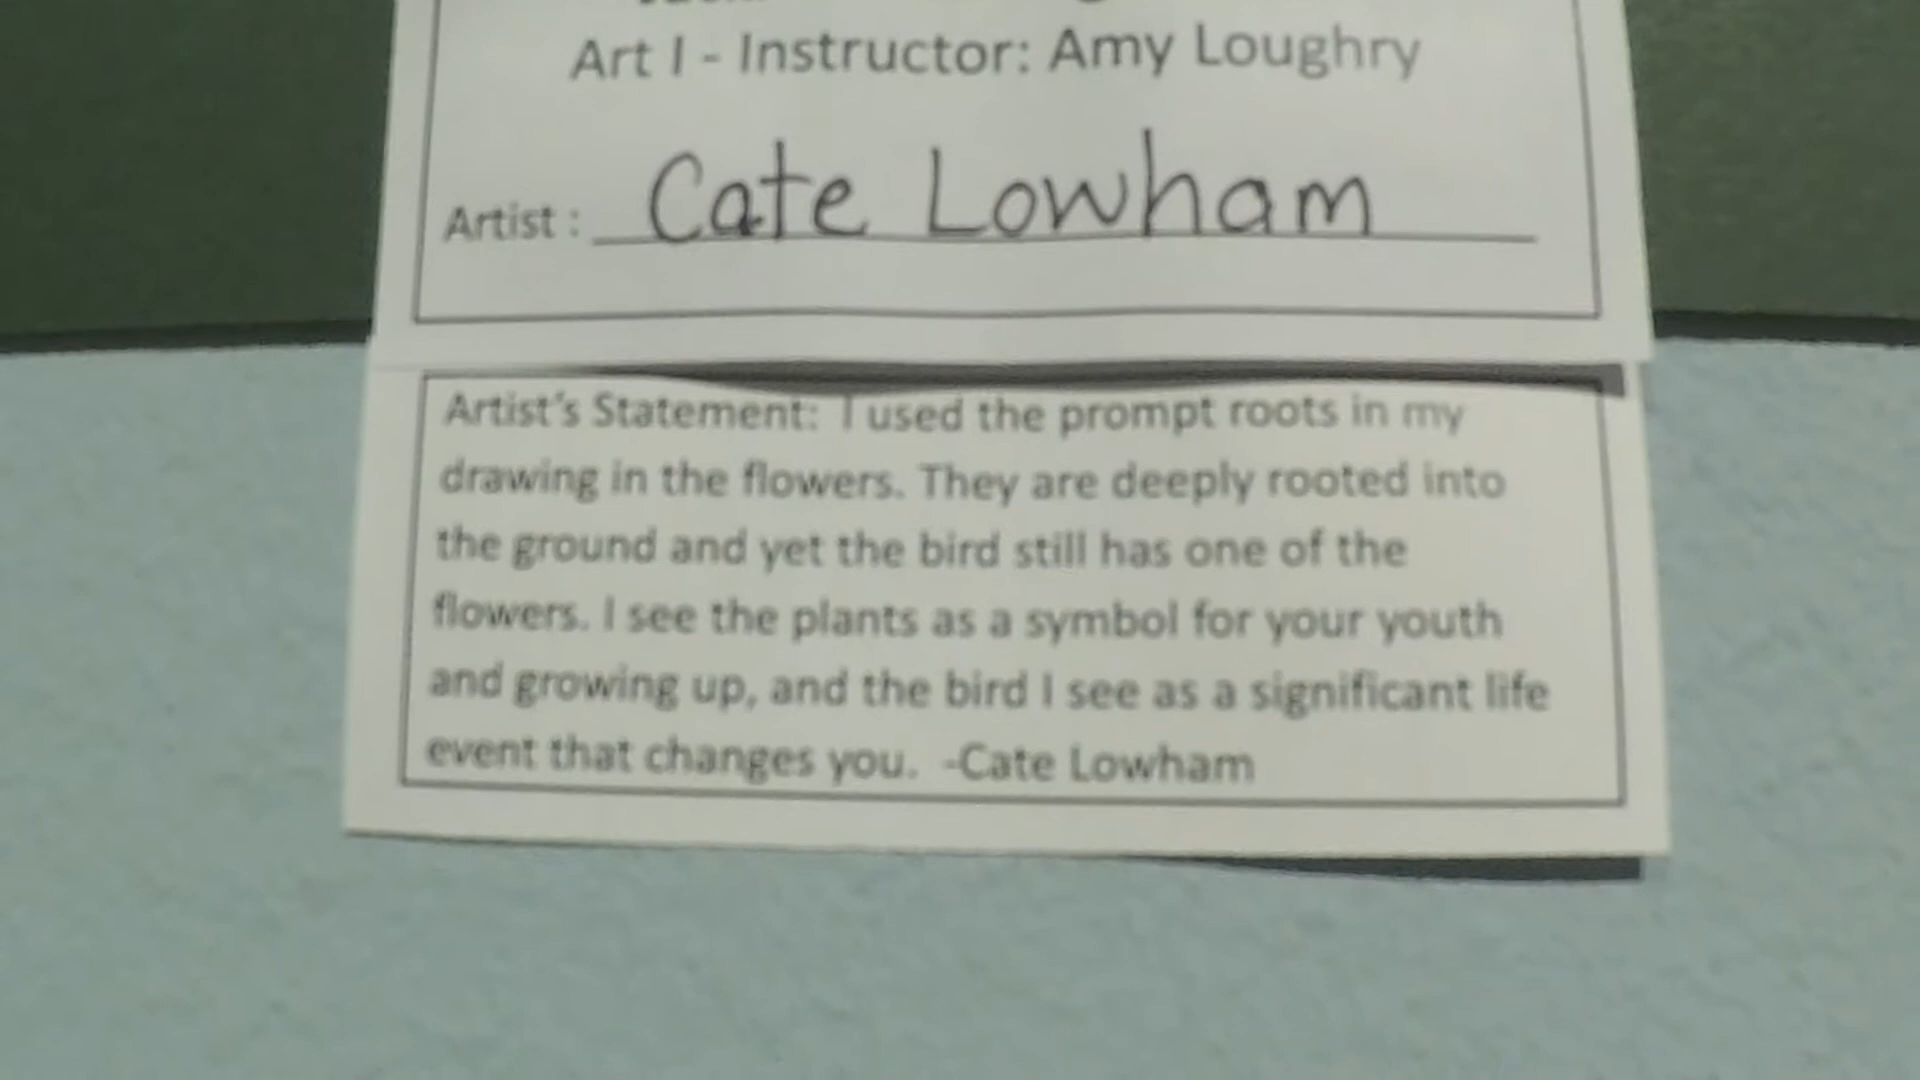 Art I - Instructor: Amy Loughry
Artist : Cate Lowham
Artist's Statement: I used the prompt roots in my
drawing in the flowers. They are deeply rooted into
the ground and yet the bird still has one of the
flowers. I see the plants as a symbol for your youth
and growing up, and the bird I see as a significant life
event that changes you. -Cate Lowham